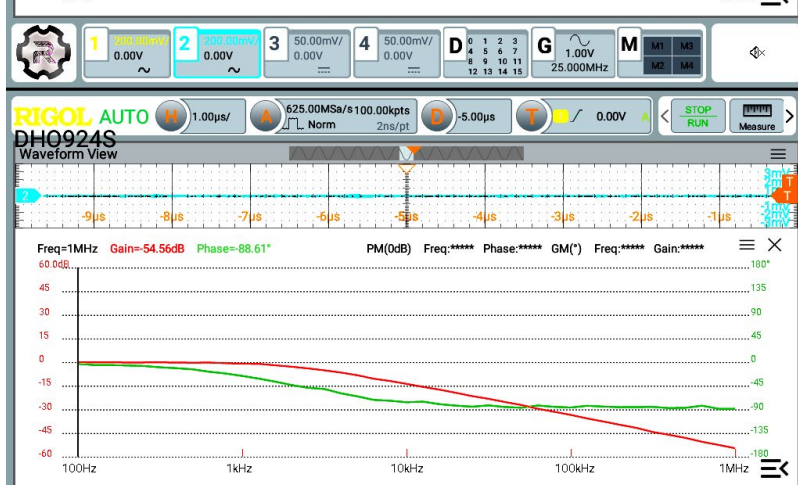 1 200.00mV/ 0.00V
2 200.00mV/ 0.00V
3 50.00mV/ 0.00V
4 50.00mV/ 0.00V
D 0 1 2 3
4 5 6 7
8 9 10 11
12 13 14 15
G 1.00V
25.000MHz
M M1 M3
M2 M4
RIGOL AUTO H 1.00µs/ A 625.00MSa/s 100.00kpts
Norm 2ns/pt
D -5.00µs T 0.00V A
STOP
RUN
Measure
DHO924S
Waveform View
2 T
T
-9µs -8µs -7µs -6µs -5µs -4µs -3µs -2µs -1µs
Freq=1MHz Gain=-54.56dB Phase=-88.61° PM(0dB) Freq:***** Phase:***** GM(°) Freq:***** Gain:*****
60.0dB 180°
45 135
30 90
15 45
0 0
-15 -45
-30 -90
-45 -135
-60 -180
100Hz 1kHz 10kHz 100kHz 1MHz